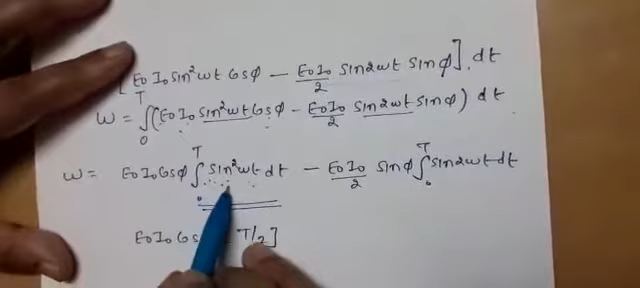 [E₀I₀ sin²ωt Cosφ − E₀I₀/2 sin2ωt sinφ] . dt
W = ∫₀ᵀ (E₀I₀ sin²ωt Cosφ − E₀I₀/2 sin2ωt sinφ) dt
W = E₀I₀ Cosφ ∫₀ᵀ sin²ωt dt − E₀I₀/2 sinφ ∫₀ᵀ sin2ωt dt
E₀I₀ Cos T/2]